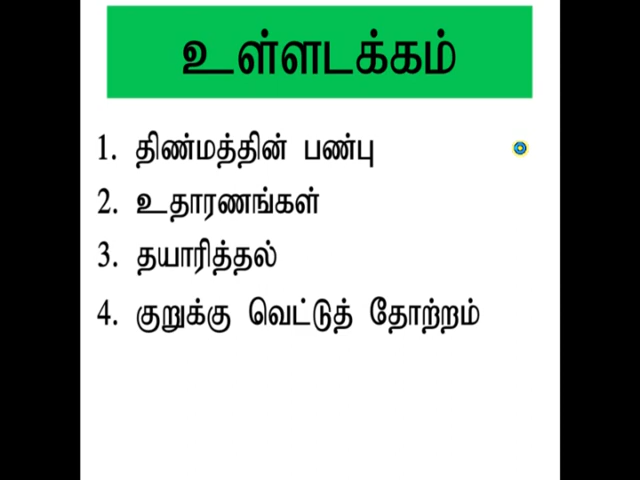 உள்ளடக்கம்
1. திண்மத்தின் பண்பு
2. உதாரணங்கள்
3. தயாரித்தல்
4. குறுக்கு வெட்டுத் தோற்றம்